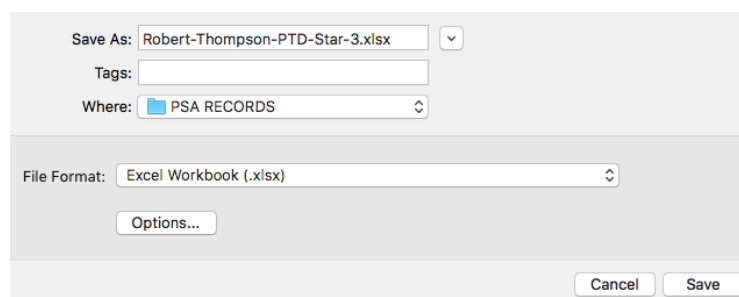 Save As: Robert-Thompson-PTD-Star-3.xlsx
Tags:
Where: PSA RECORDS
File Format: Excel Workbook (.xlsx)
Options...
Cancel Save